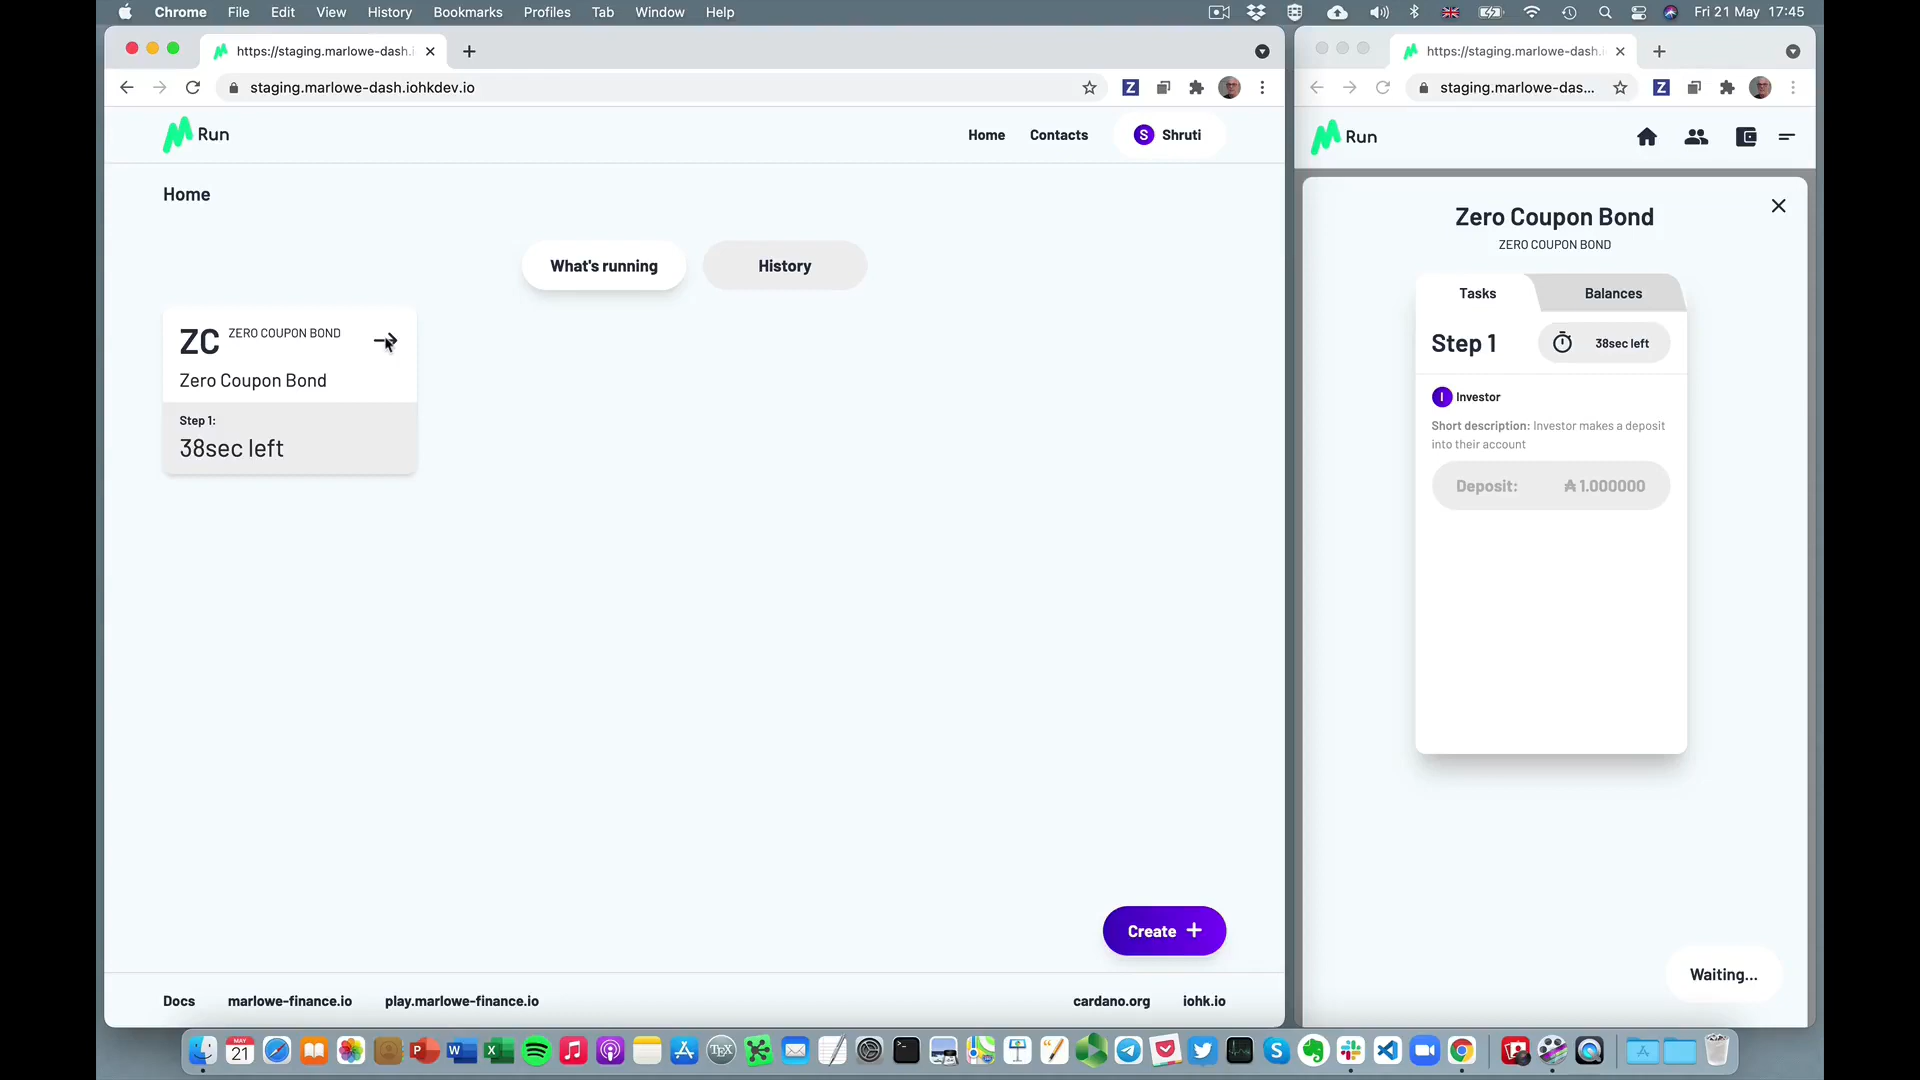 Chrome File Edit View History Bookmarks Profiles Tab Window Help Fri 21 May 17:45
https://staging.marlowe-dash.i
staging.marlowe-dash.iohkdev.io
Z
Run
Home Contacts S Shruti
Home
What's running History
ZC ZERO COUPON BOND
Zero Coupon Bond
Step 1:
38sec left
Create +
Docs marlowe-finance.io play.marlowe-finance.io cardano.org iohk.io
https://staging.marlowe-dash.
staging.marlowe-das...
Z
Run
Zero Coupon Bond
ZERO COUPON BOND
Tasks Balances
Step 1 38sec left
I Investor
Short description: Investor makes a deposit
into their account
Deposit: ₳ 1.000000
Waiting...
MAY
21
TEX